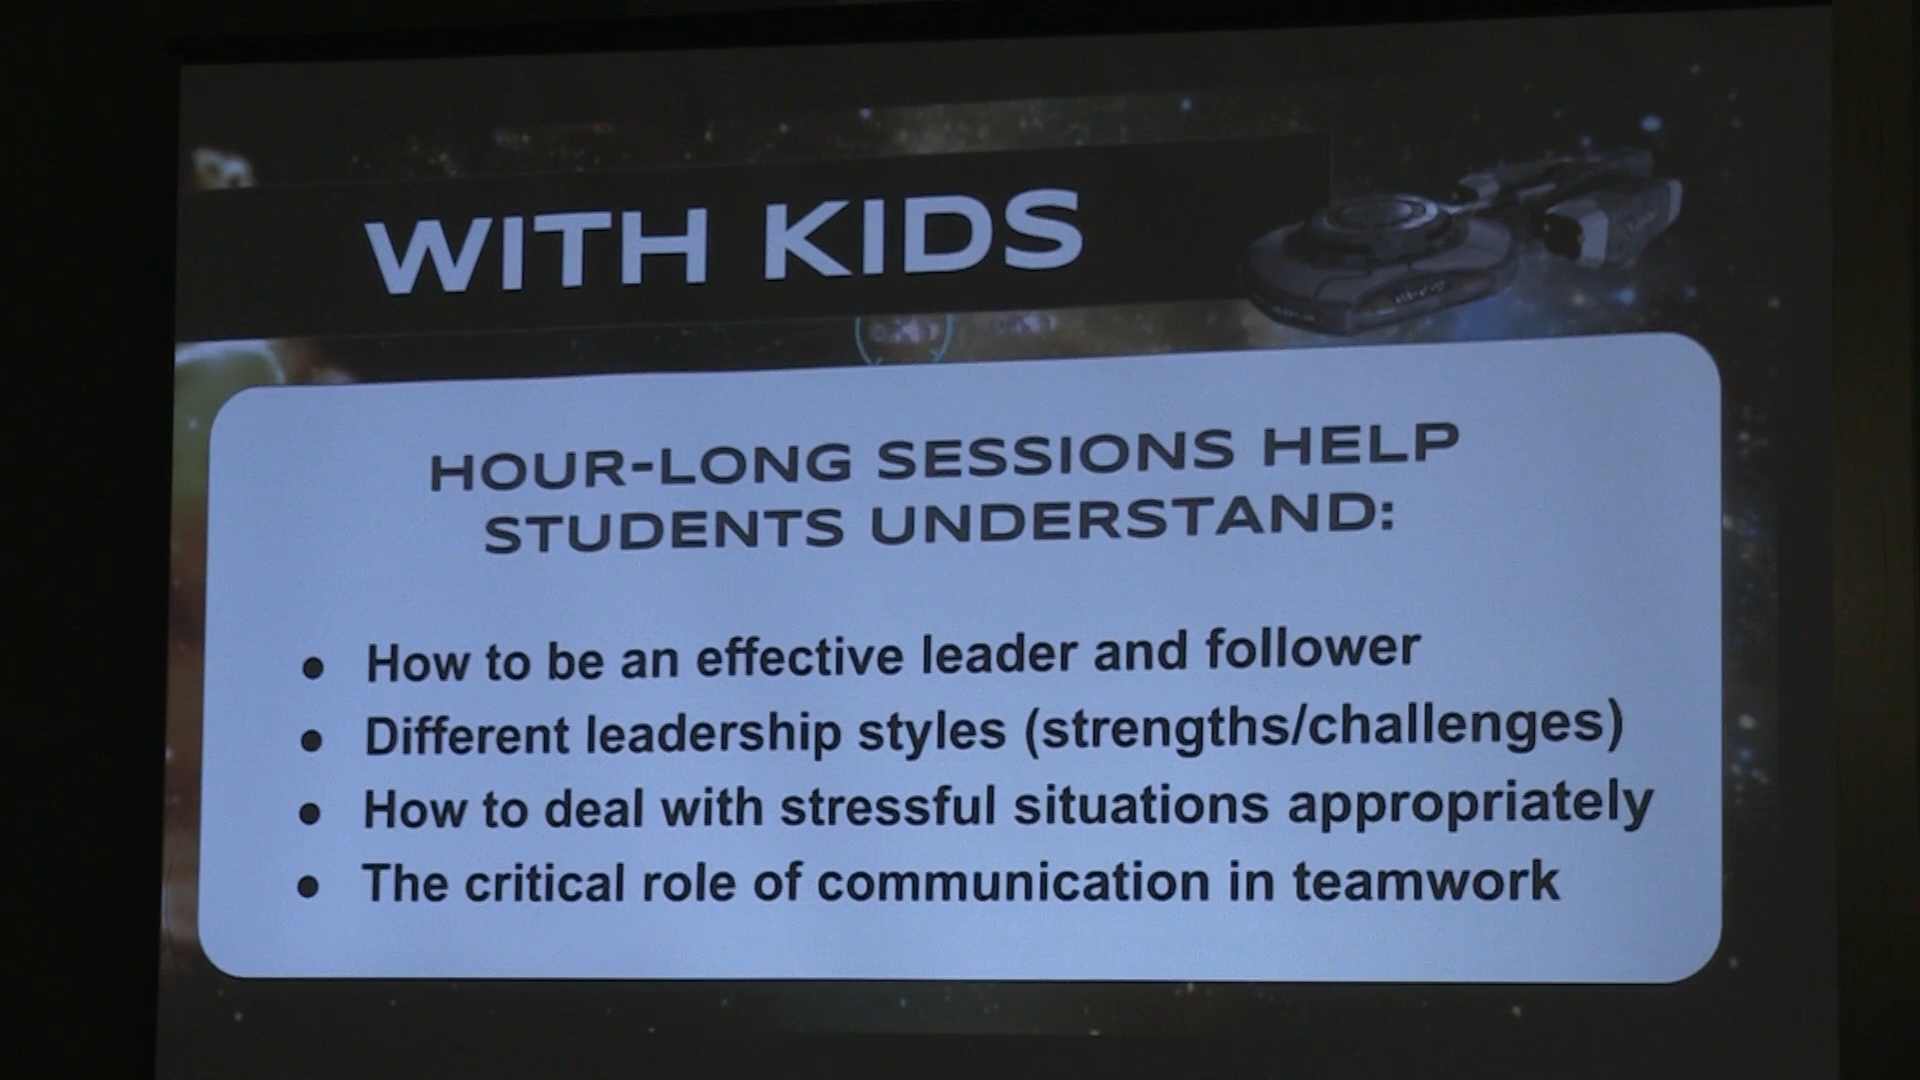 WITH KIDS
HOUR-LONG SESSIONS HELP
STUDENTS UNDERSTAND:
• How to be an effective leader and follower
• Different leadership styles (strengths/challenges)
• How to deal with stressful situations appropriately
• The critical role of communication in teamwork